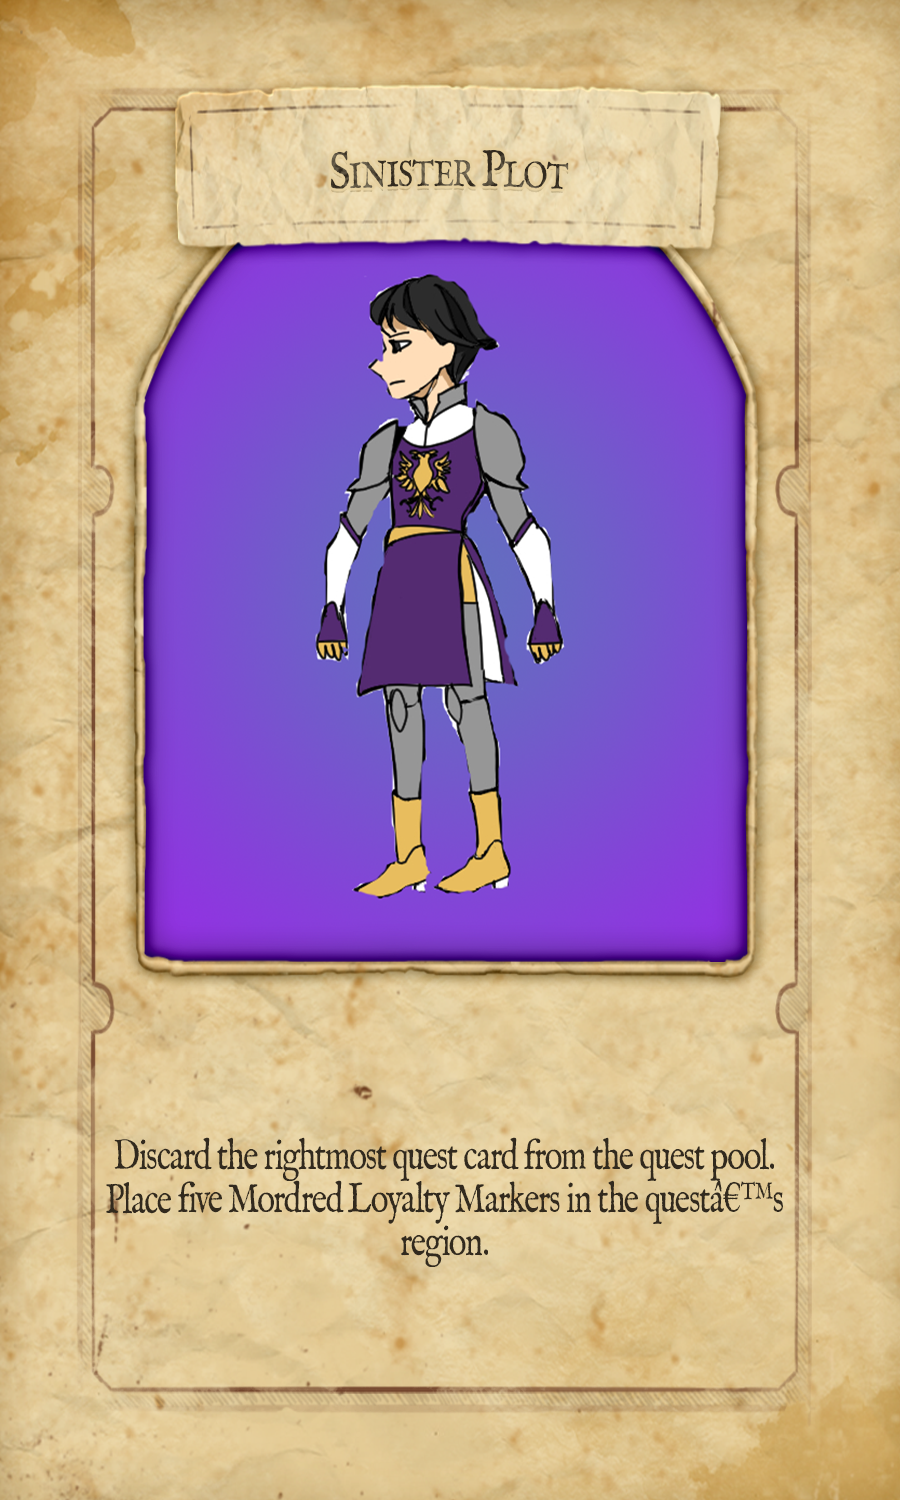 Sinister Plot
Discard the rightmost quest card from the quest pool.
Place five Mordred Loyalty Markers in the questâ€™s
region.